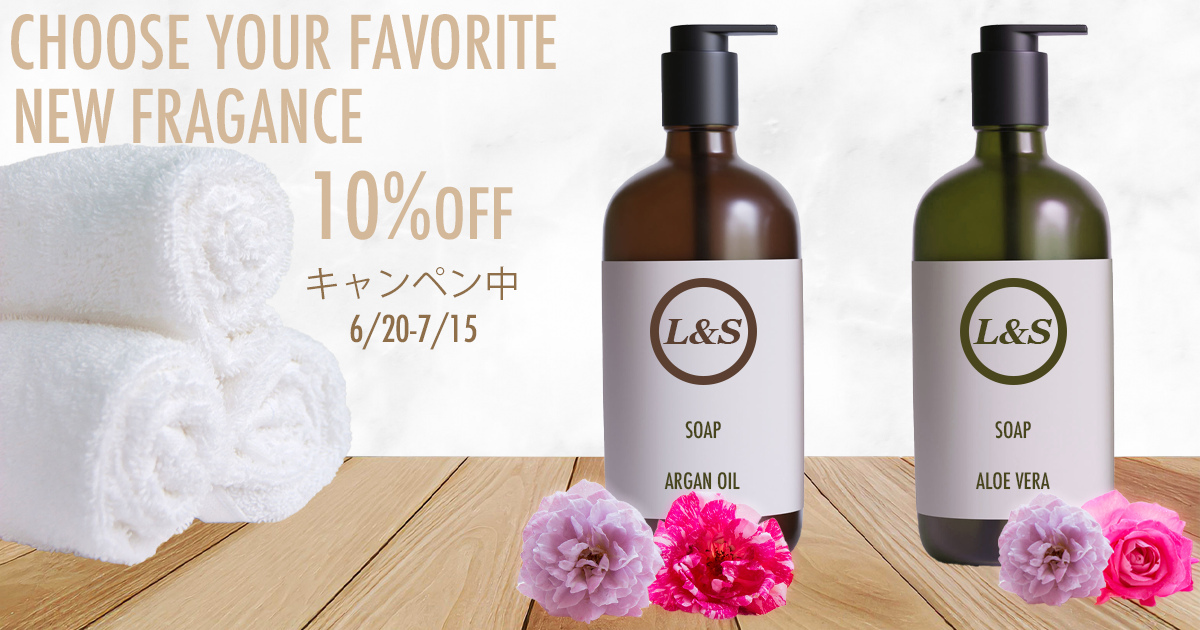 CHOOSE YOUR FAVORITE
NEW FRAGANCE
10%OFF
キャンペン中
6/20-7/15
L&S
SOAP
ARGAN OIL
L&S
SOAP
ALOE VERA